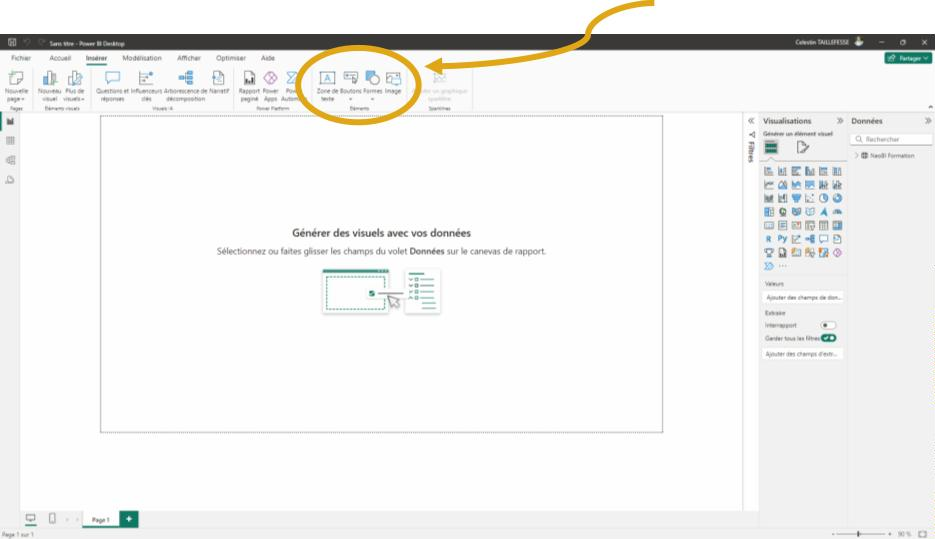 Sans titre - Power BI Desktop
Celestin TAILLEFESSE
Fichier Accueil Insérer Modélisation Afficher Optimiser Aide
Partager
Nouvelle page
Nouveau visuel
Plus de visuels
Questions et réponses
Influenceurs clés
Arborescence de décomposition
Narratif
Rapport paginé
Power Apps
Power
Zone de texte
Boutons
Formes
Image
Ajouter un graphique sparkline
Pages
Éléments visuels
Visuels IA
Power Platform
Éléments
Sparklines
Filtres
Visualisations
Générer un élément visuel
Données
Rechercher
NeoBI Formation
Générer des visuels avec vos données
Sélectionnez ou faites glisser les champs du volet Données sur le canevas de rapport.
R Py
Valeurs
Ajouter des champs de don...
Extraire
Interrapport
Garder tous les filtres
Ajouter des champs d'extr...
Page 1
Page 1 sur 1
90 %